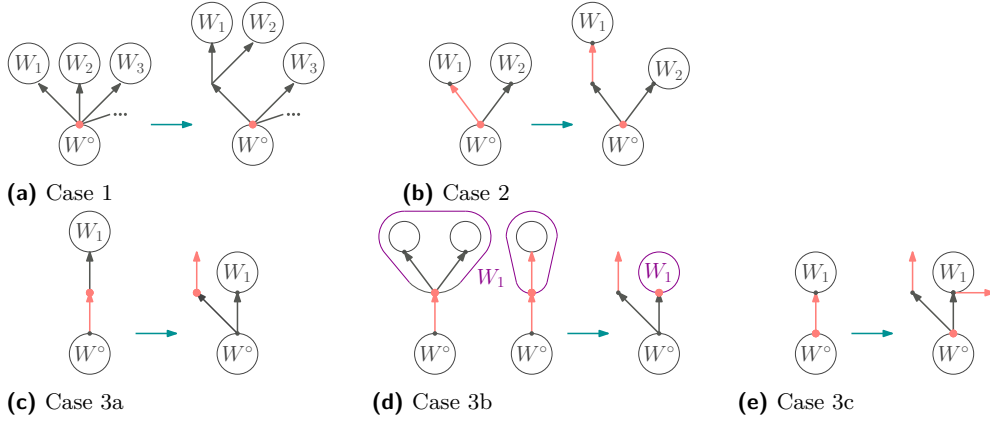 W₁ W₂
W₁ W₂ W₃ W₃ ...
W° ... W°
(a) Case 1
W₁
W₁ W₂ W₂
W° W°
(b) Case 2
W₁ W₁
W° W°
(c) Case 3a
W₁ W₁
W° W° W°
(d) Case 3b
W₁ W₁
W° W°
(e) Case 3c